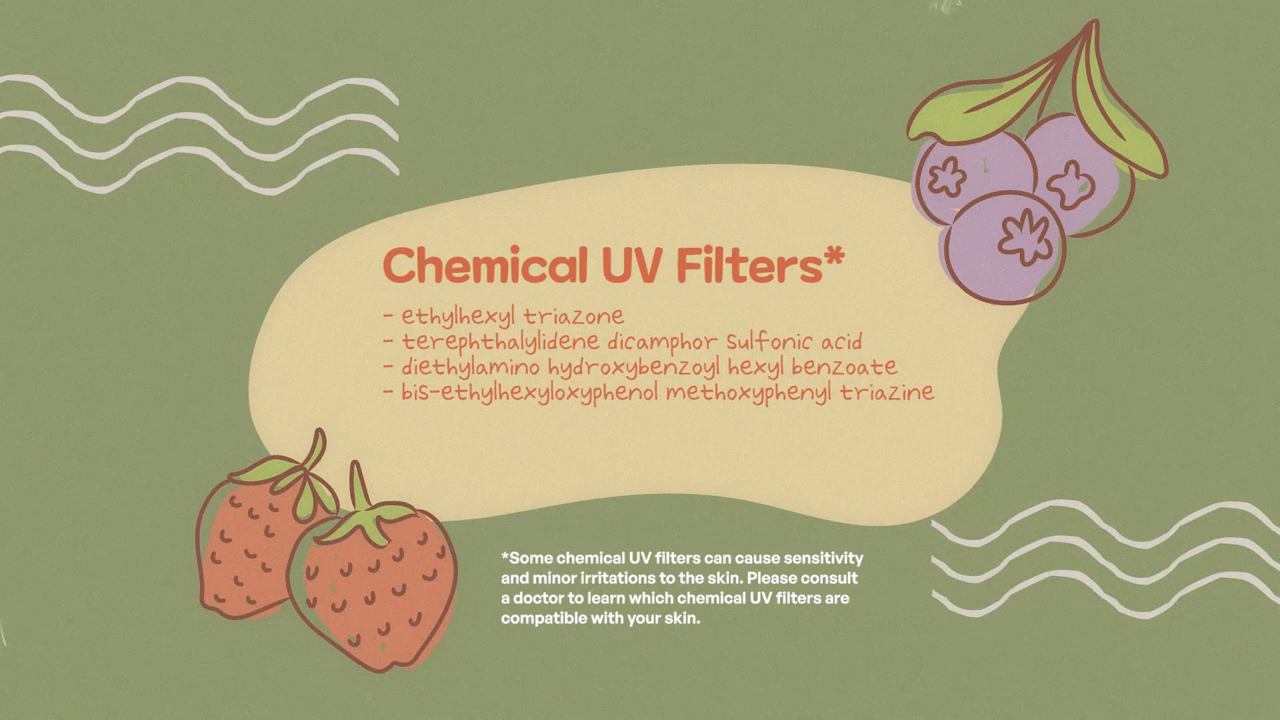 Chemical UV Filters*
- ethylhexyl triazone
- terephthalylidene dicamphor sulfonic acid
- diethylamino hydroxybenzoyl hexyl benzoate
- bis-ethylhexyloxyphenol methoxyphenyl triazine
*Some chemical UV filters can cause sensitivity
and minor irritations to the skin. Please consult
a doctor to learn which chemical UV filters are
compatible with your skin.